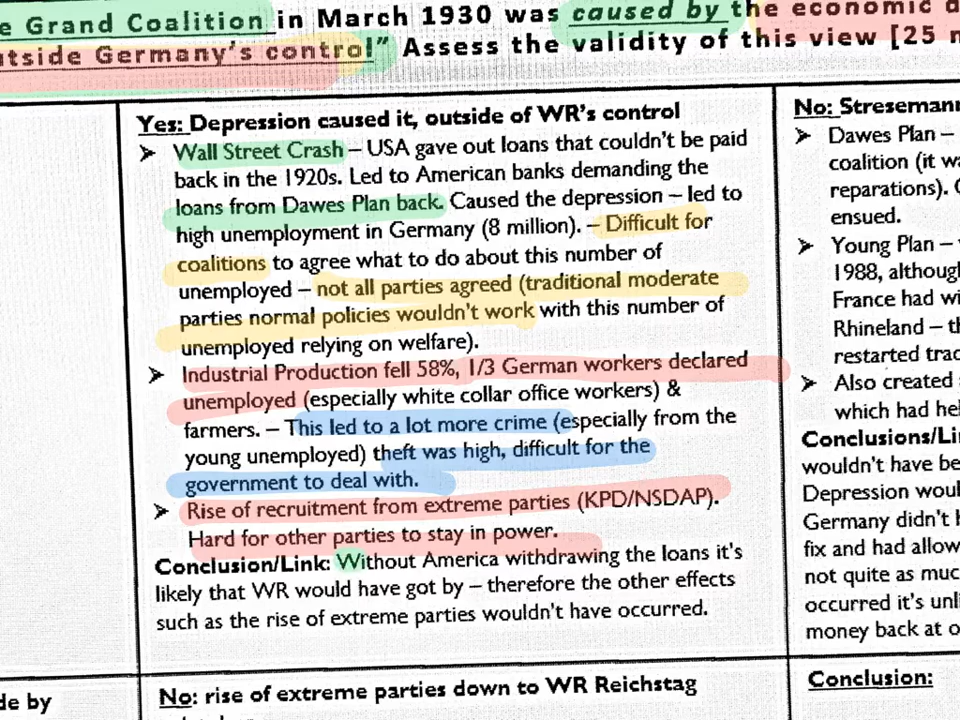 e Grand Coalition in March 1930 was caused by the economic d
utside Germany's control" Assess the validity of this view [25 m
Yes: Depression caused it, outside of WR's control
➤ Wall Street Crash – USA gave out loans that couldn't be paid
back in the 1920s. Led to American banks demanding the
loans from Dawes Plan back. Caused the depression – led to
high unemployment in Germany (8 million). – Difficult for
coalitions to agree what to do about this number of
unemployed – not all parties agreed (traditional moderate
parties normal policies wouldn't work with this number of
unemployed relying on welfare).
➤ Industrial Production fell 58%, 1/3 German workers declared
unemployed (especially white collar office workers) &
farmers. – This led to a lot more crime (especially from the
young unemployed) theft was high, difficult for the
government to deal with.
➤ Rise of recruitment from extreme parties (KPD/NSDAP).
Hard for other parties to stay in power.
Conclusion/Link: Without America withdrawing the loans it's
likely that WR would have got by – therefore the other effects
such as the rise of extreme parties wouldn't have occurred.
No: Stresemann
➤ Dawes Plan –
coalition (it wa
reparations).
ensued.
➤ Young Plan –
1988, although
France had wi
Rhineland – th
restarted trad
➤ Also created
which had hel
Conclusions/Li
wouldn't have be
Depression woul
Germany didn't h
fix and had allow
not quite as muc
occurred it's unl
money back at o
de by
No: rise of extreme parties down to WR Reichstag
Conclusion: